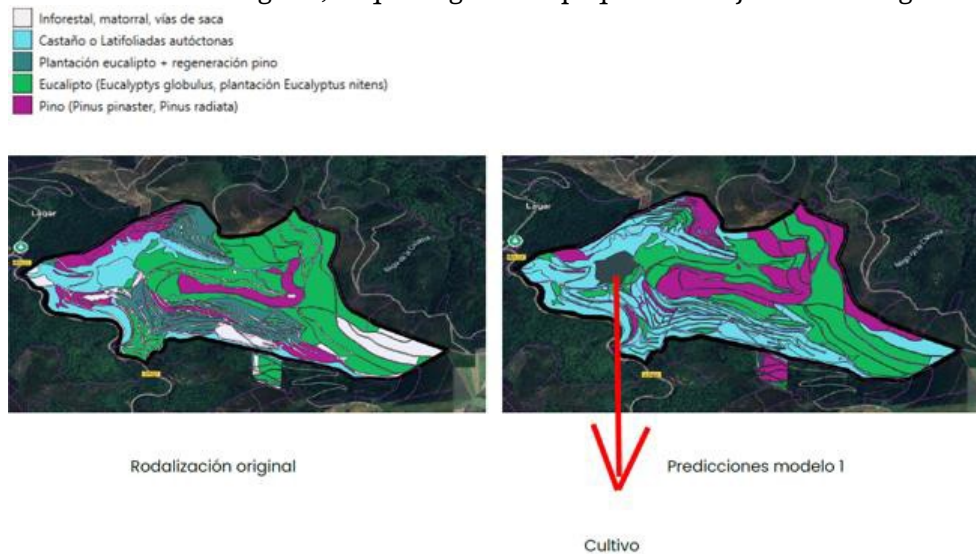 Inforestal, matorral, vías de saca
Castaño o Latifoliadas autóctonas
Plantación eucalipto + regeneración pino
Eucalipto (Eucalyptys globulus, plantación Eucalyptus nitens)
Pino (Pinus pinaster, Pinus radiata)
Lagar
Rodalización original
Predicciones modelo 1
Cultivo